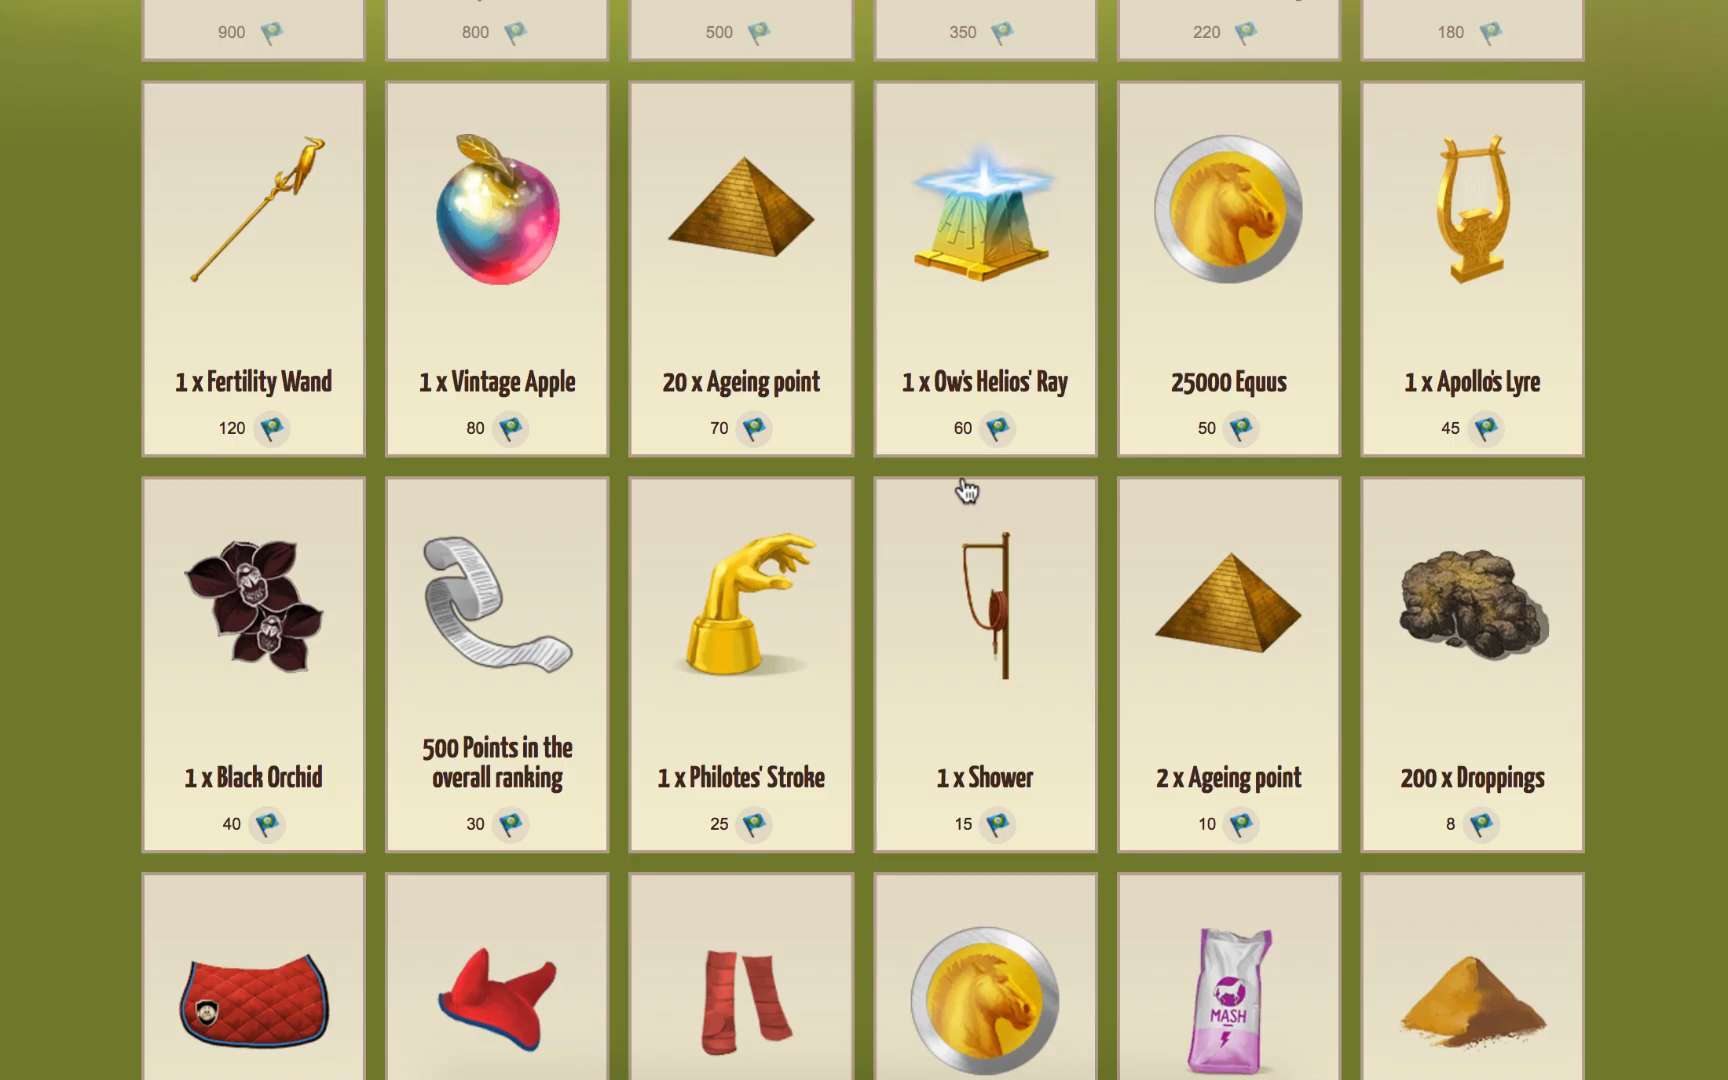 900
800
500
350
220
180
1 x Fertility Wand
1 x Vintage Apple
20 x Ageing point
1 x Ow's Helios' Ray
25000 Equus
1 x Apollo's Lyre
120
80
70
60
50
45
1 x Black Orchid
500 Points in the
overall ranking
1 x Philotes' Stroke
1 x Shower
2 x Ageing point
200 x Droppings
40
30
25
15
10
8
MASH